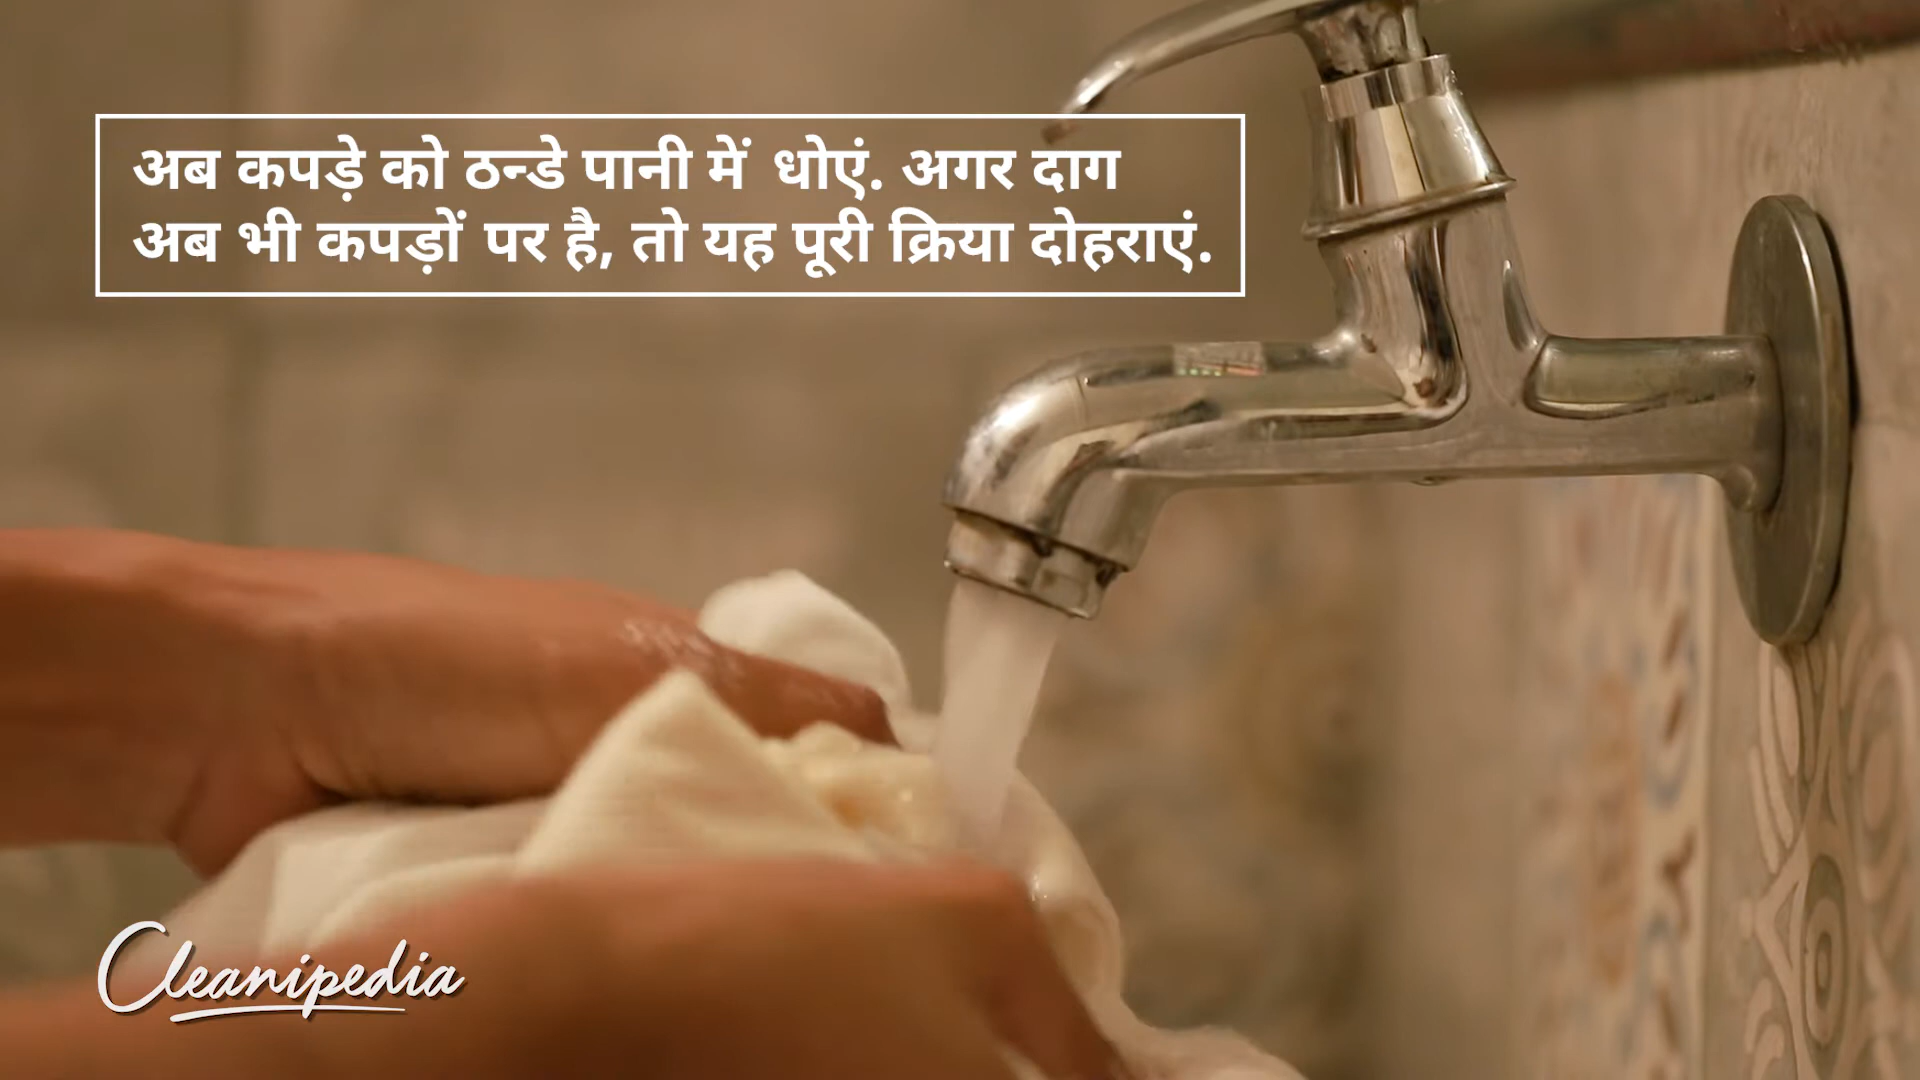 अब कपड़े को ठन्डे पानी में धोएं. अगर दाग
अब भी कपड़ों पर है, तो यह पूरी क्रिया दोहराएं.
Cleanipedia